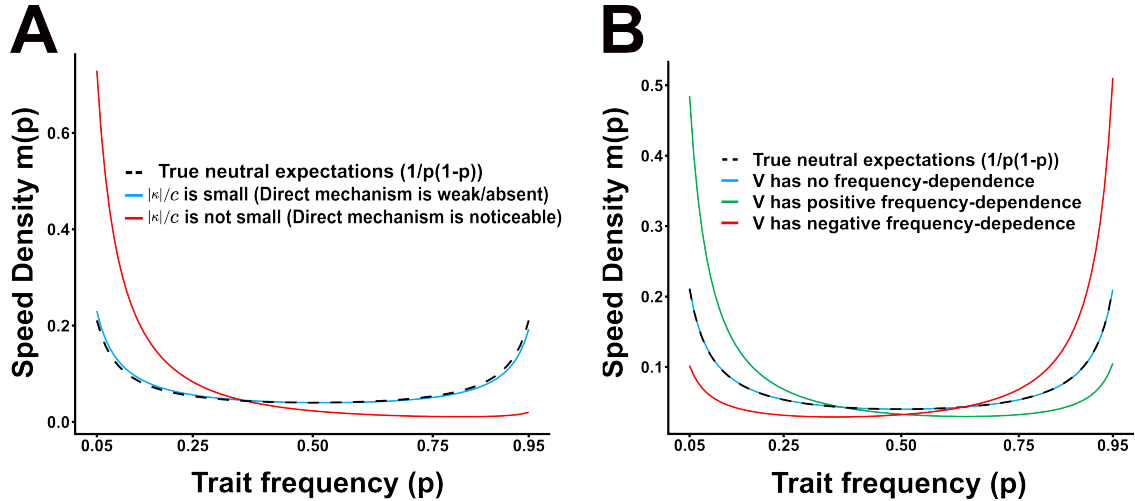 A
Speed Density m(p)
0.6
0.4
0.2
0.0
True neutral expectations (1/p(1-p))
|κ|/c is small (Direct mechanism is weak/absent)
|κ|/c is not small (Direct mechanism is noticeable)
0.05 0.25 0.50 0.75 0.95
Trait frequency (p)
B
Speed Density m(p)
0.5
0.4
0.3
0.2
0.1
True neutral expectations (1/p(1-p))
V has no frequency-dependence
V has positive frequency-dependence
V has negative frequency-depedence
0.05 0.25 0.50 0.75 0.95
Trait frequency (p)